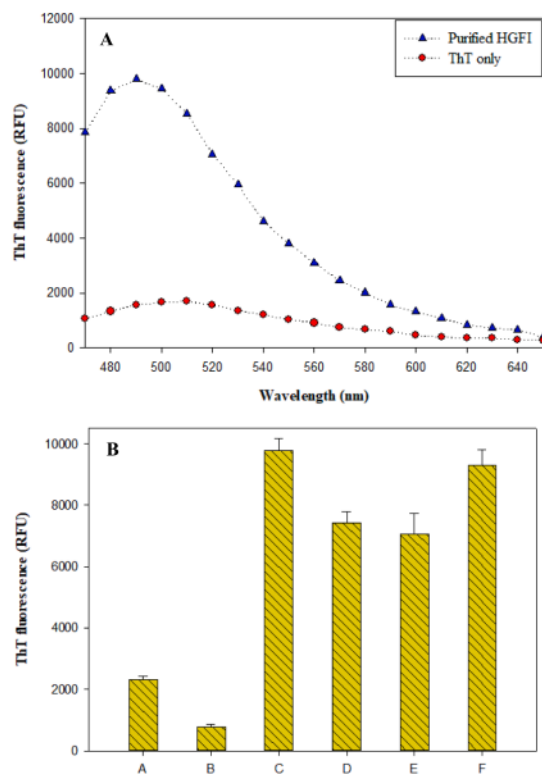 12000
10000
8000
6000
4000
2000
0
ThT fluorescence (RFU)
A
Purified HGFI
ThT only
480 500 520 540 560 580 600 620 640
Wavelength (nm)
10000
8000
6000
4000
2000
0
ThT fluorescence (RFU)
B
A B C D E F